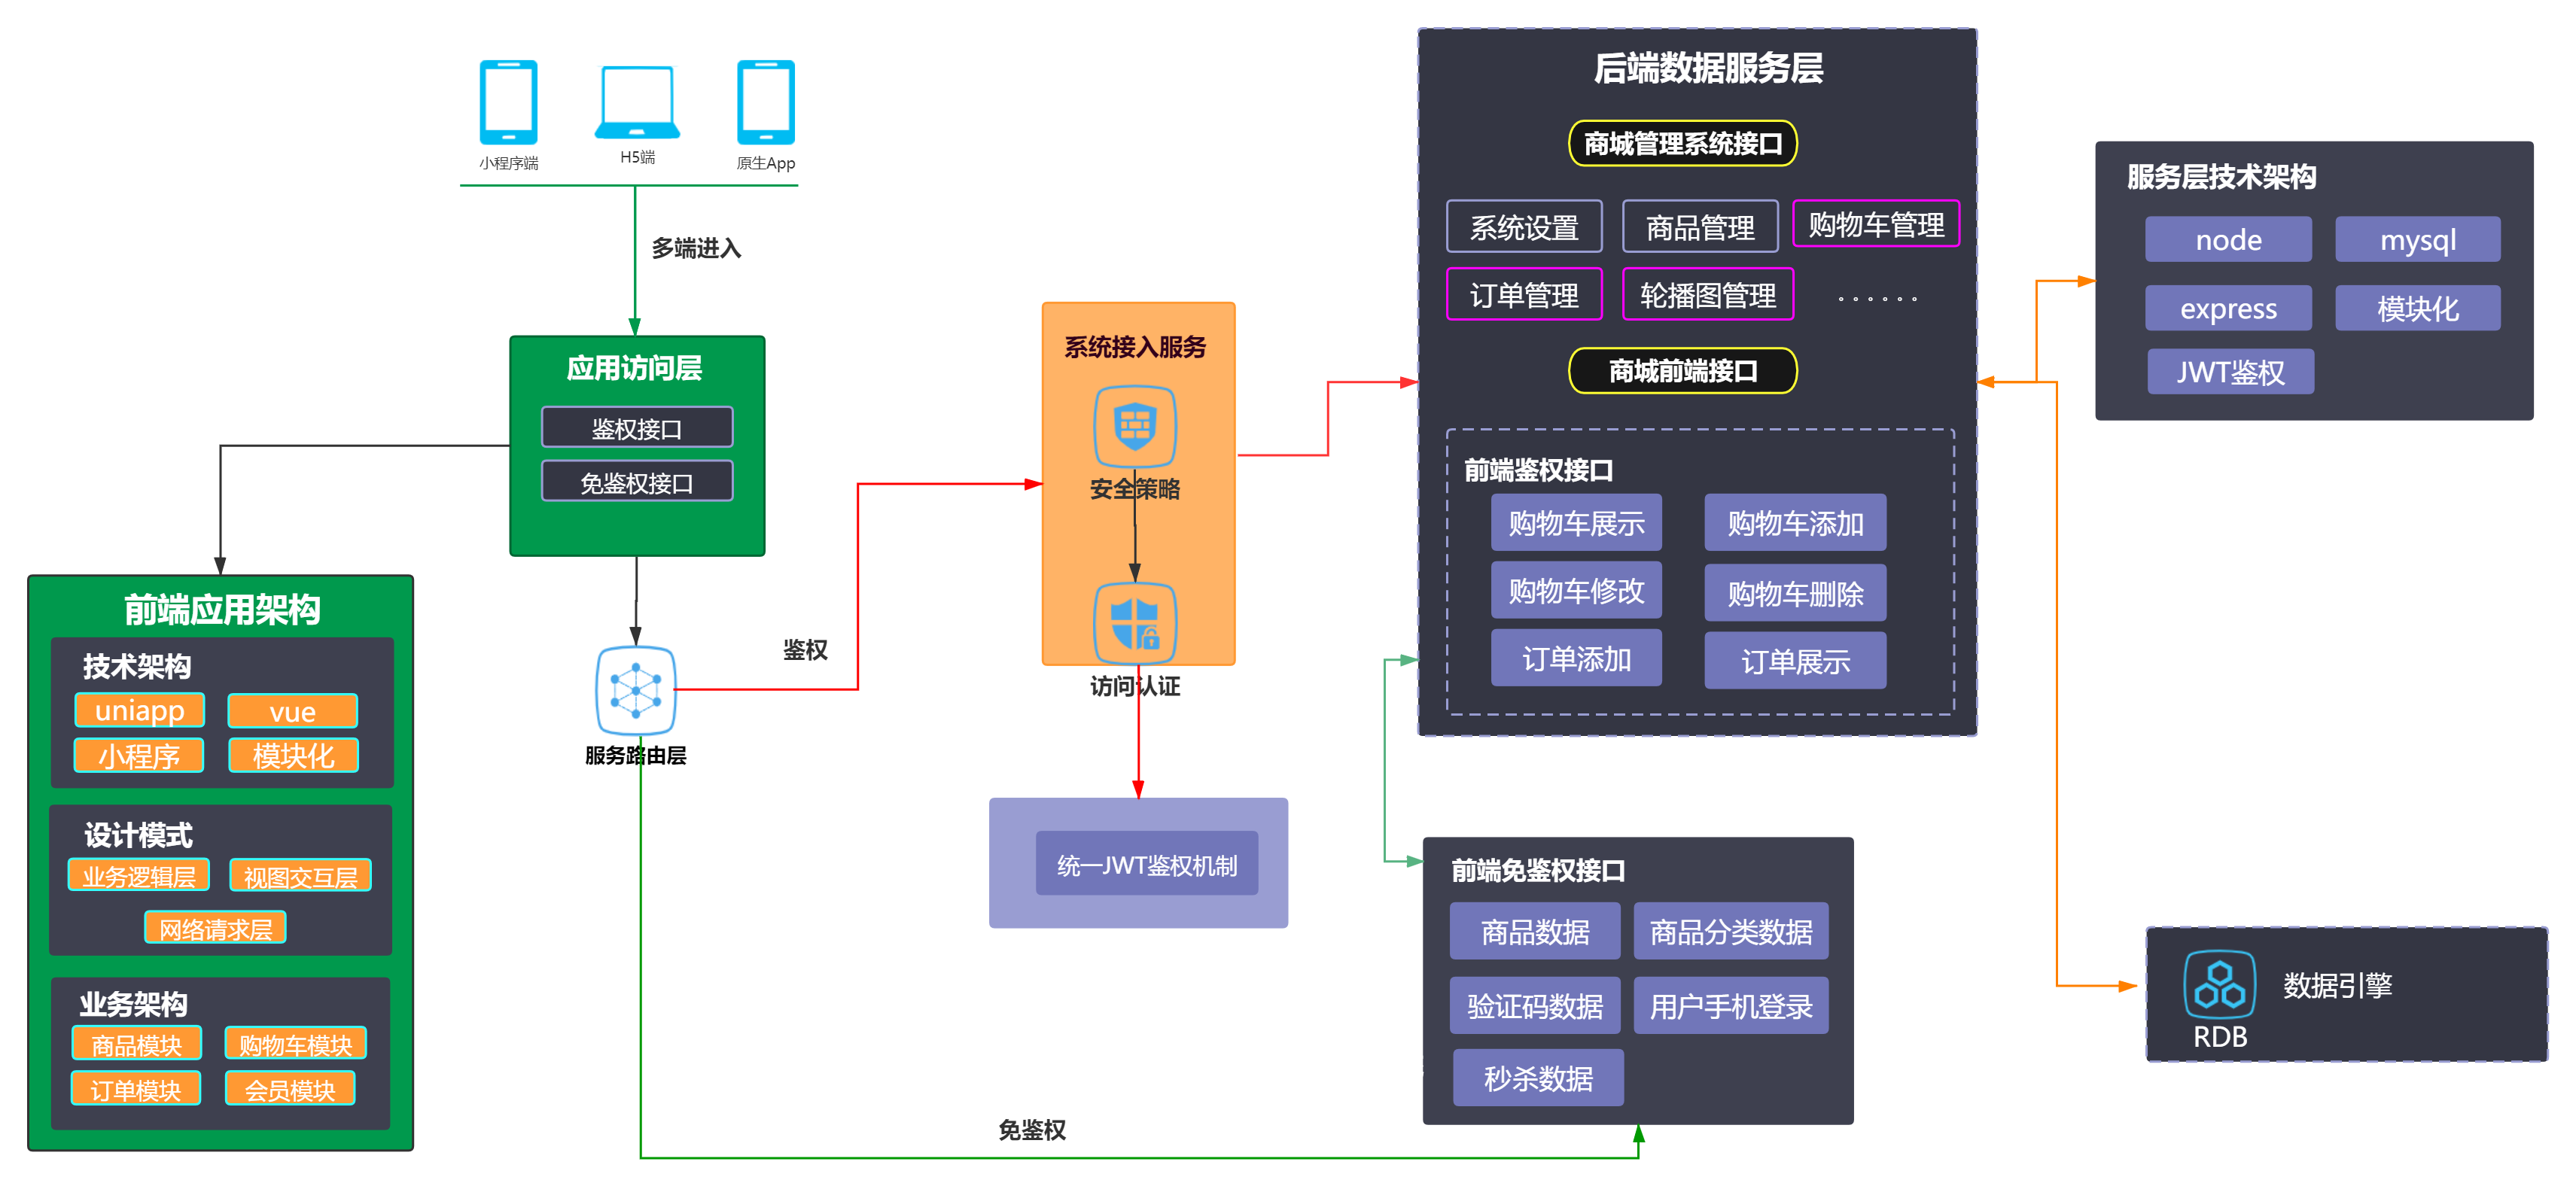 小程序端
H5端
原生App
多端进入
应用访问层
鉴权接口
免鉴权接口
前端应用架构
技术架构
uniapp
vue
小程序
模块化
设计模式
业务逻辑层
视图交互层
网络请求层
业务架构
商品模块
购物车模块
订单模块
会员模块
服务路由层
鉴权
免鉴权
系统接入服务
安全策略
访问认证
统一JWT鉴权机制
后端数据服务层
商城管理系统接口
系统设置
商品管理
购物车管理
订单管理
轮播图管理
。。。。。。
商城前端接口
前端鉴权接口
购物车展示
购物车添加
购物车修改
购物车删除
订单添加
订单展示
前端免鉴权接口
商品数据
商品分类数据
验证码数据
用户手机登录
秒杀数据
服务层技术架构
node
mysql
express
模块化
JWT鉴权
数据引擎
RDB